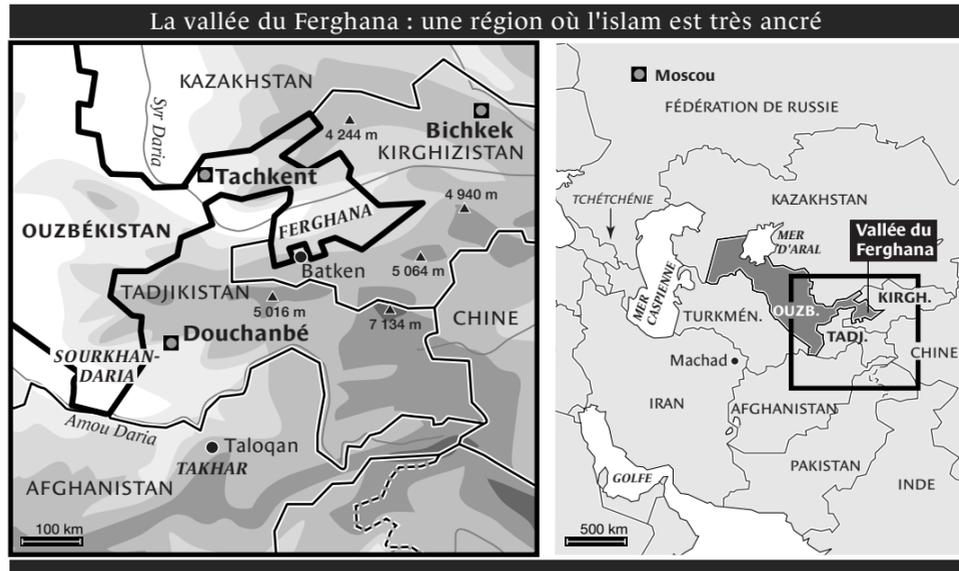 La vallée du Ferghana : une région où l'islam est très ancré
KAZAKHSTAN
Syr Daria
4 244 m
Bichkek
KIRGHIZISTAN
Tachkent
4 940 m
OUZBÉKISTAN
FERGHANA
Batken
5 064 m
TADJIKISTAN
5 016 m
7 134 m
CHINE
Douchanbé
SOURKHAN-
DARIA
Amou Daria
Taloqan
TAKHAR
AFGHANISTAN
100 km
Moscou
FÉDÉRATION DE RUSSIE
TCHÉTCHÉNIE
KAZAKHSTAN
MER
D'ARAL
Vallée du
Ferghana
MER
CASPIENNE
OUZB.
KIRGH.
TURKMÉN.
TADJ.
CHINE
Machad
IRAN
AFGHANISTAN
PAKISTAN
GOLFE
INDE
500 km